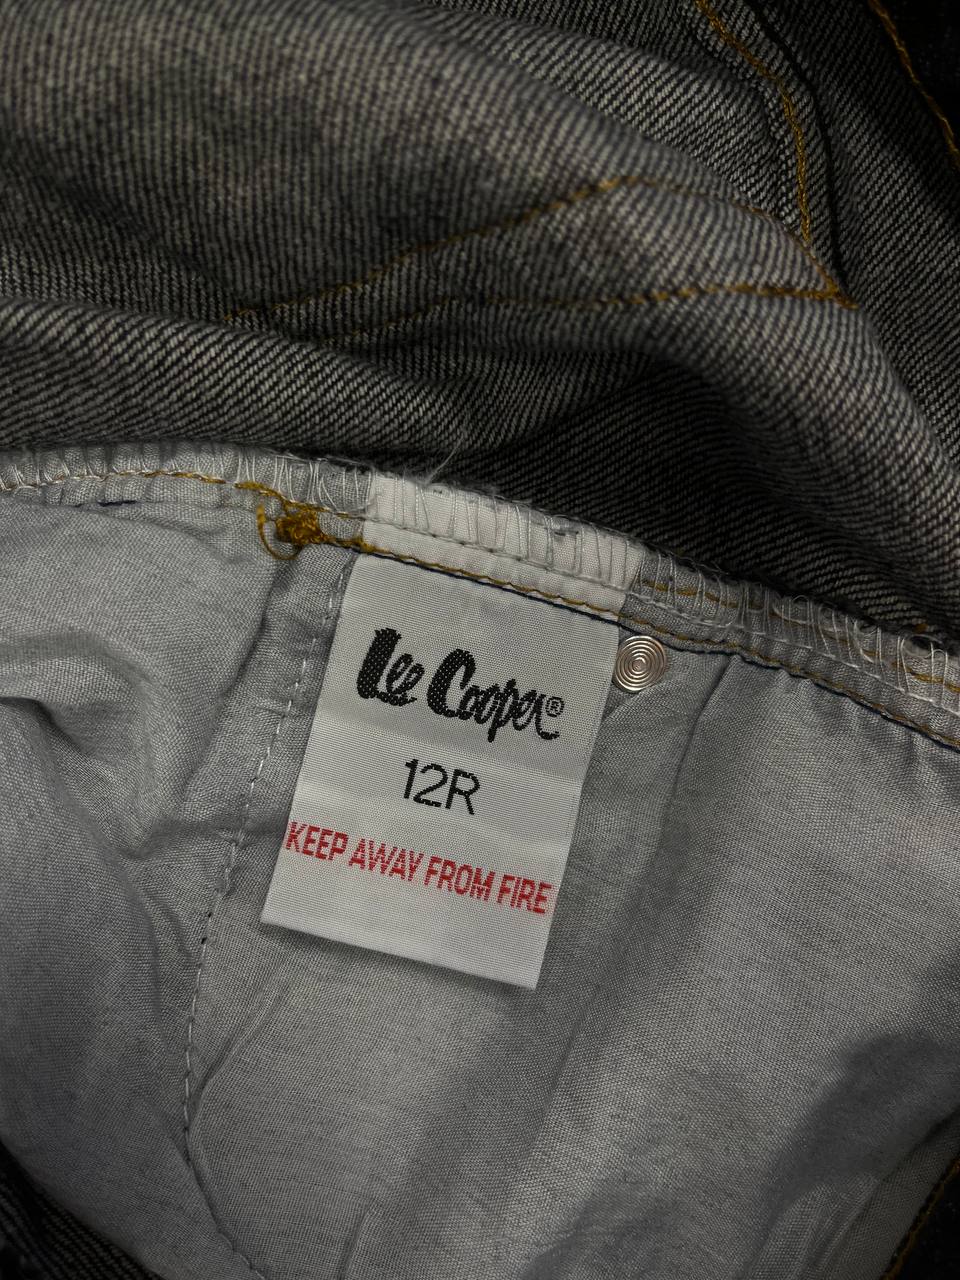 Lee Cooper®
12R
KEEP AWAY FROM FIRE